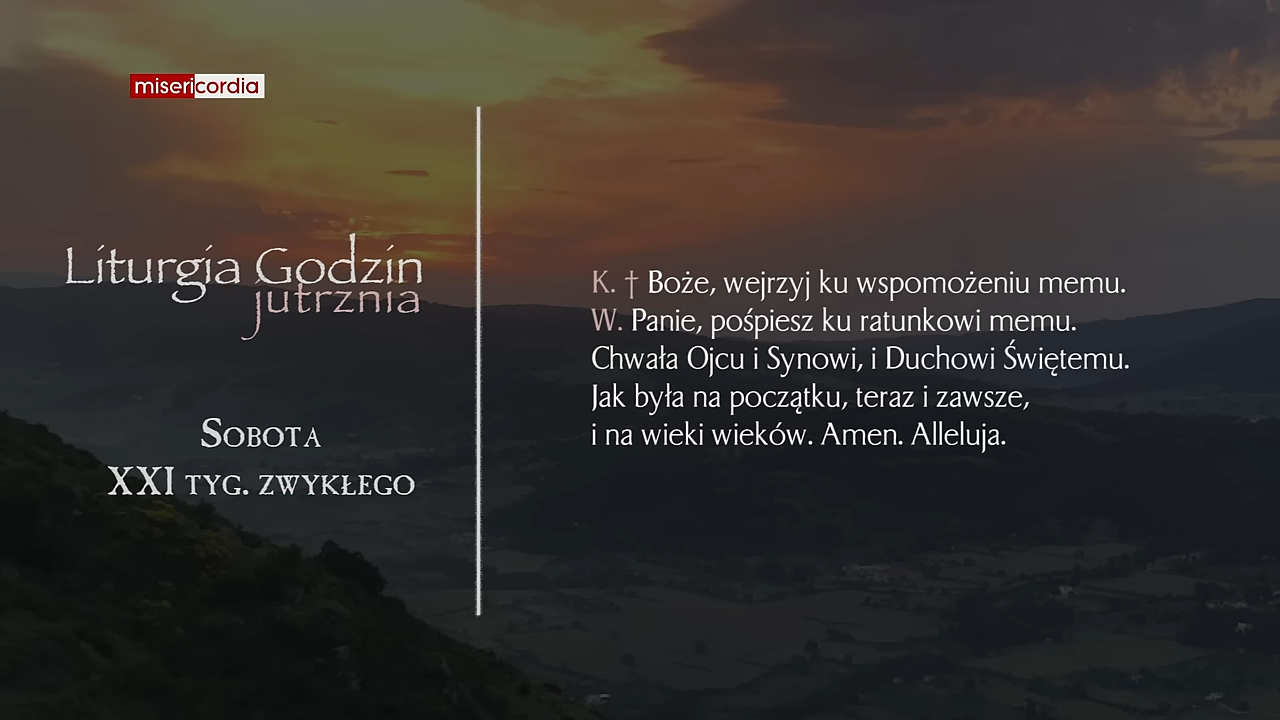 misericordia
Liturgia Godzin
jutrznia
Sobota
XXI tyg. zwykłego
K. † Boże, wejrzyj ku wspomożeniu memu.
W. Panie, pośpiesz ku ratunkowi memu.
Chwała Ojcu i Synowi, i Duchowi Świętemu.
Jak była na początku, teraz i zawsze,
i na wieki wieków. Amen. Alleluja.